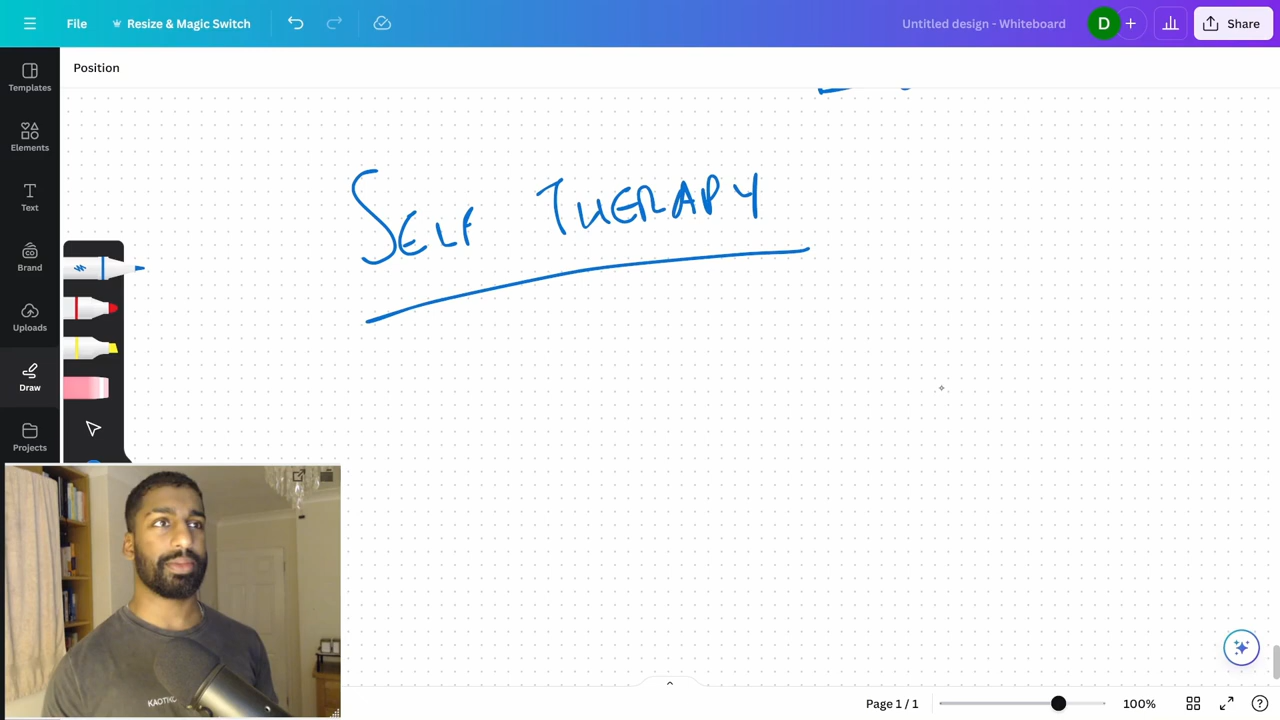 File
Resize & Magic Switch
Untitled design - Whiteboard
D
Share
Position
Templates
Elements
Text
Brand
Uploads
Draw
Projects
SELF THERAPY
Page 1 / 1
100%